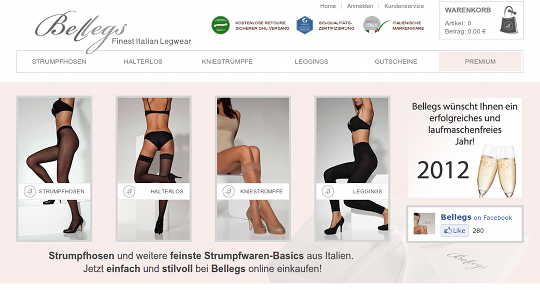 Home | Anmelden | Kundenservice
WARENKORB
Artikel: 0
Betrag: 0,00 €
Bellegs
Finest Italian Legwear
KOSTENLOSE RETOURE
SICHERER DHL-VERSAND
ISO-QUALITÄTS-
ZERTIFIZIERUNG
ITALIENISCHE
MARKENWARE
STRUMPFHOSEN HALTERLOS KNIESTRÜMPFE LEGGINGS GUTSCHEINE PREMIUM
Bellegs wünscht Ihnen ein
erfolgreiches und
laufmaschenfreies
Jahr!
2012
STRUMPFHOSEN
HALTERLOS
KNIESTRÜMPFE
LEGGINGS
Bellegs on Facebook
Like 280
Strumpfhosen und weitere feinste Strumpfwaren-Basics aus Italien.
Jetzt einfach und stilvoll bei Bellegs online einkaufen!
Bellegs